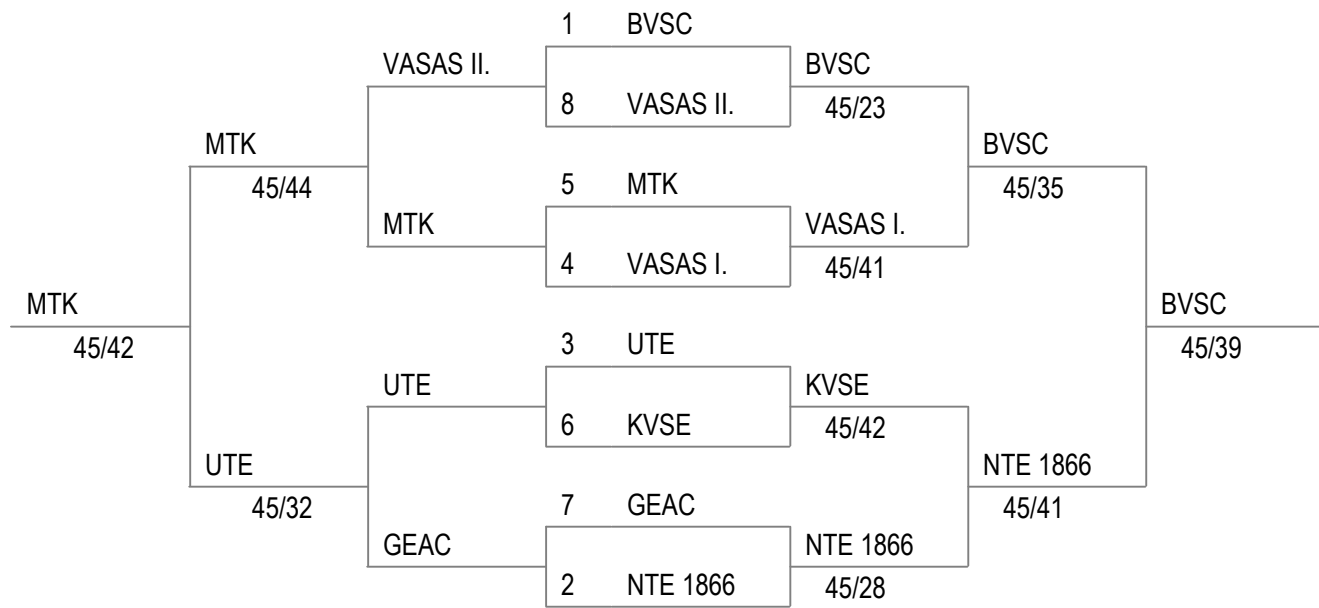 1 BVSC
VASAS II. BVSC
8 VASAS II. 45/23
MTK BVSC
45/44 5 MTK 45/35
MTK VASAS I.
4 VASAS I. 45/41
MTK BVSC
45/42 3 UTE 45/39
UTE KVSE
6 KVSE 45/42
UTE NTE 1866
45/32 7 GEAC 45/41
GEAC NTE 1866
2 NTE 1866 45/28